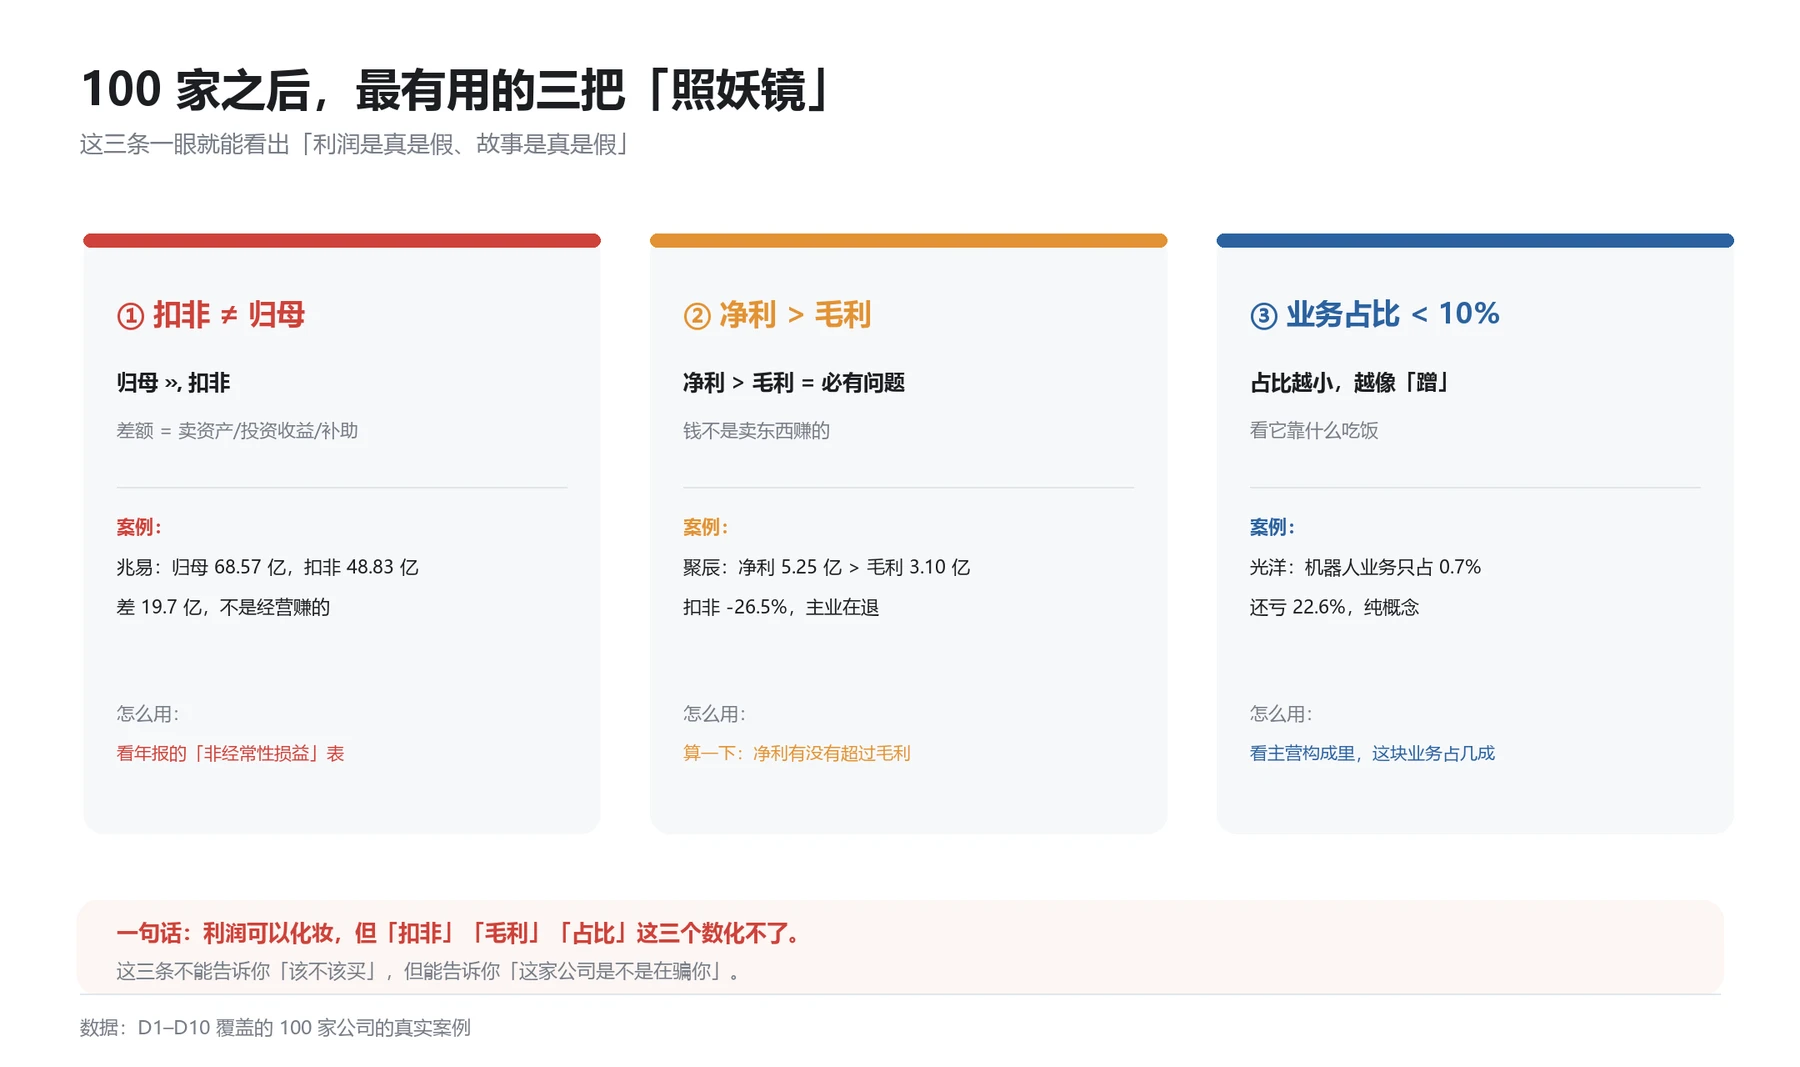 100 家之后，最有用的三把「照妖镜」
这三条一眼就能看出「利润是真是假、故事是真是假」
① 扣非 ≠ 归母
归母 », 扣非
差额 = 卖资产/投资收益/补助
案例：
兆易：归母 68.57 亿，扣非 48.83 亿
差 19.7 亿，不是经营赚的
怎么用：
看年报的「非经常性损益」表
② 净利 > 毛利
净利 > 毛利 = 必有问题
钱不是卖东西赚的
案例：
聚辰：净利 5.25 亿 > 毛利 3.10 亿
扣非 -26.5%，主业在退
怎么用：
算一下：净利有没有超过毛利
③ 业务占比 < 10%
占比越小，越像「蹭」
看它靠什么吃饭
案例：
光洋：机器人业务只占 0.7%
还亏 22.6%，纯概念
怎么用：
看主营构成里，这块业务占几成
一句话：利润可以化妆，但「扣非」「毛利」「占比」这三个数化不了。
这三条不能告诉你「该不该买」，但能告诉你「这家公司是不是在骗你」。
数据：D1–D10 覆盖的 100 家公司的真实案例